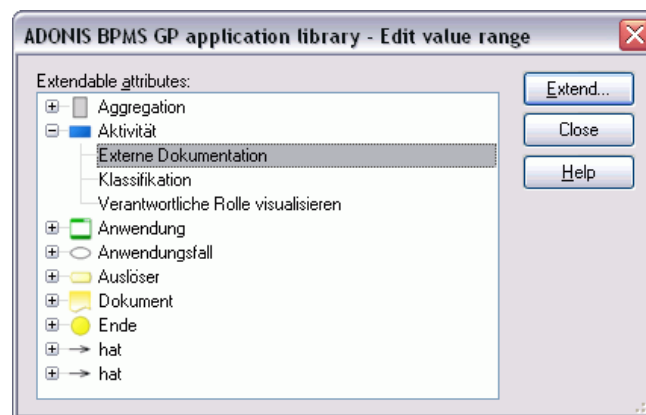 ADONIS BPMS GP application library - Edit value range
Extendable attributes:
Aggregation
Aktivität
Externe Dokumentation
Klassifikation
Verantwortliche Rolle visualisieren
Anwendung
Anwendungsfall
Auslöser
Dokument
Ende
hat
hat
Extend...
Close
Help